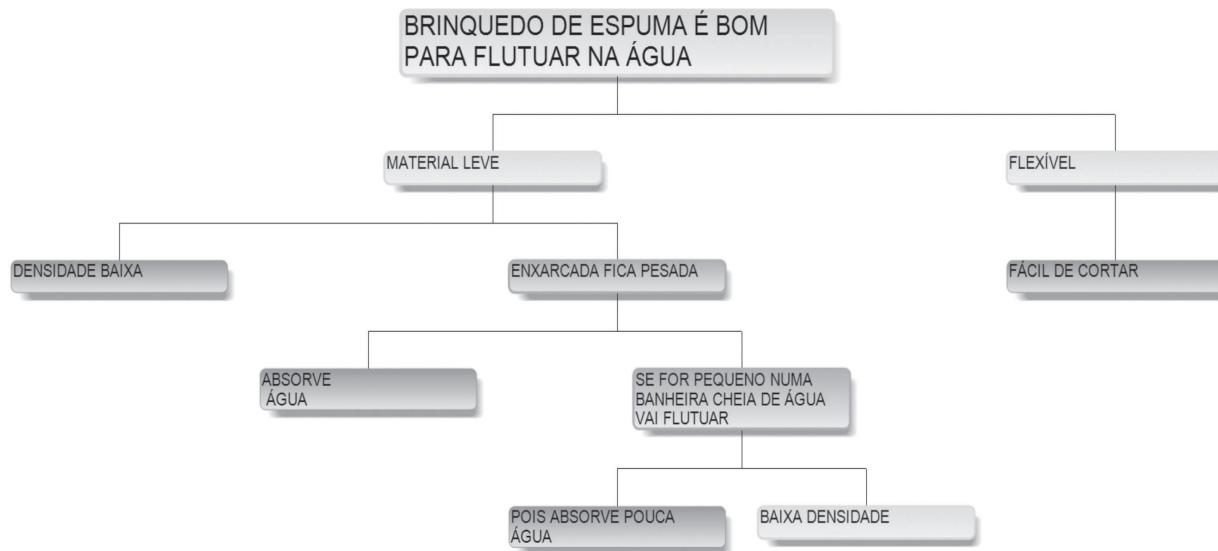 BRINQUEDO DE ESPUMA É BOM
PARA FLUTUAR NA ÁGUA
MATERIAL LEVE
FLEXÍVEL
DENSIDADE BAIXA
ENXARCADA FICA PESADA
FÁCIL DE CORTAR
ABSORVE
ÁGUA
SE FOR PEQUENO NUMA
BANHEIRA CHEIA DE ÁGUA
VAI FLUTUAR
POIS ABSORVE POUCA
ÁGUA
BAIXA DENSIDADE